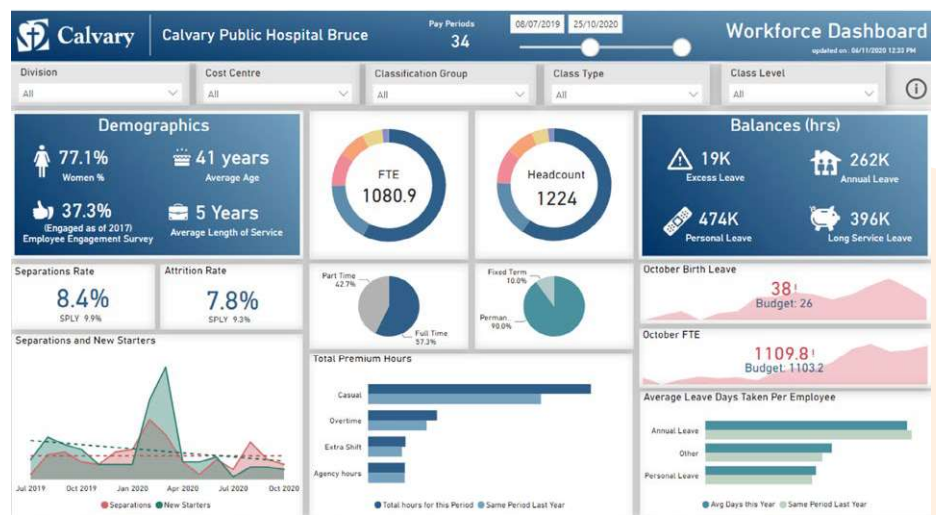 Calvary
Calvary Public Hospital Bruce
Pay Periods
34
08/07/2019
25/10/2020
Workforce Dashboard
updated on : 06/11/2020 12:33 PM
Division
All
Cost Centre
All
Classification Group
All
Class Type
All
Class Level
All
Demographics
77.1%
Women %
41 years
Average Age
37.3%
(Engaged as of 2017)
Employee Engagement Survey
5 Years
Average Length of Service
FTE
1080.9
Headcount
1224
Balances (hrs)
19K
Excess Leave
262K
Annual Leave
474K
Personal Leave
396K
Long Service Leave
Separations Rate
8.4%
SPLY 9.9%
Attrition Rate
7.8%
SPLY 9.3%
Part Time
42.7%
Full Time
57.3%
Fixed Term
10.0%
Perman...
90.0%
October Birth Leave
38!
Budget: 26
October FTE
1109.8!
Budget: 1103.2
Separations and New Starters
Jul 2019
Oct 2019
Jan 2020
Apr 2020
Jul 2020
Oct 2020
Separations
New Starters
Total Premium Hours
Casual
Overtime
Extra Shift
Agency hours
Total hours for this Period
Same Period Last Year
Average Leave Days Taken Per Employee
Annual Leave
Other
Personal Leave
Avg Days this Year
Same Period Last Year